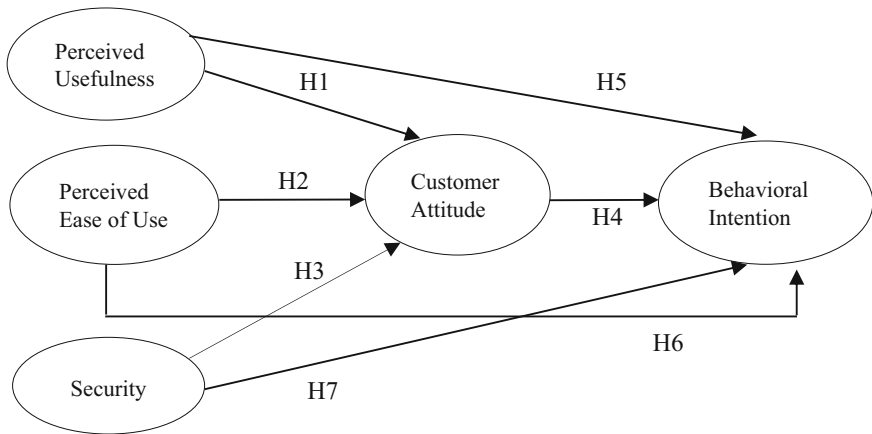 Perceived
Usefulness
H1
H5
Perceived
Ease of Use
H2
Customer
Attitude
H4
Behavioral
Intention
H3
H6
Security
H7